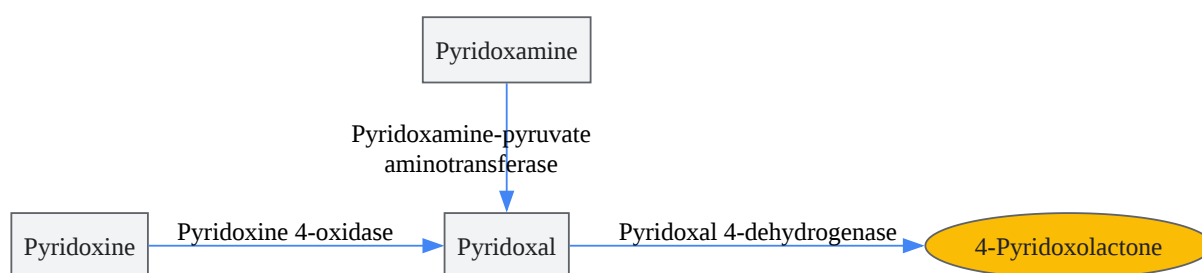 Pyridoxamine
Pyridoxamine-pyruvate
aminotransferase
Pyridoxine
Pyridoxine 4-oxidase
Pyridoxal
Pyridoxal 4-dehydrogenase
4-Pyridoxolactone